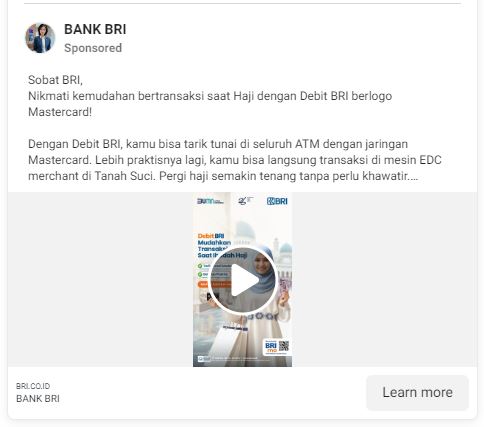 BANK BRI
Sponsored
Sobat BRI,
Nikmati kemudahan bertransaksi saat Haji dengan Debit BRI berlogo
Mastercard!
Dengan Debit BRI, kamu bisa tarik tunai di seluruh ATM dengan jaringan
Mastercard. Lebih praktisnya lagi, kamu bisa langsung transaksi di mesin EDC
merchant di Tanah Suci. Pergi haji semakin tenang tanpa perlu khawatir....
BUMN
BRI
Debit BRI
Mudahkan
Transaksi
Saat Ibadah Haji
BRI
mo
BRI.CO.ID
BANK BRI
Learn more